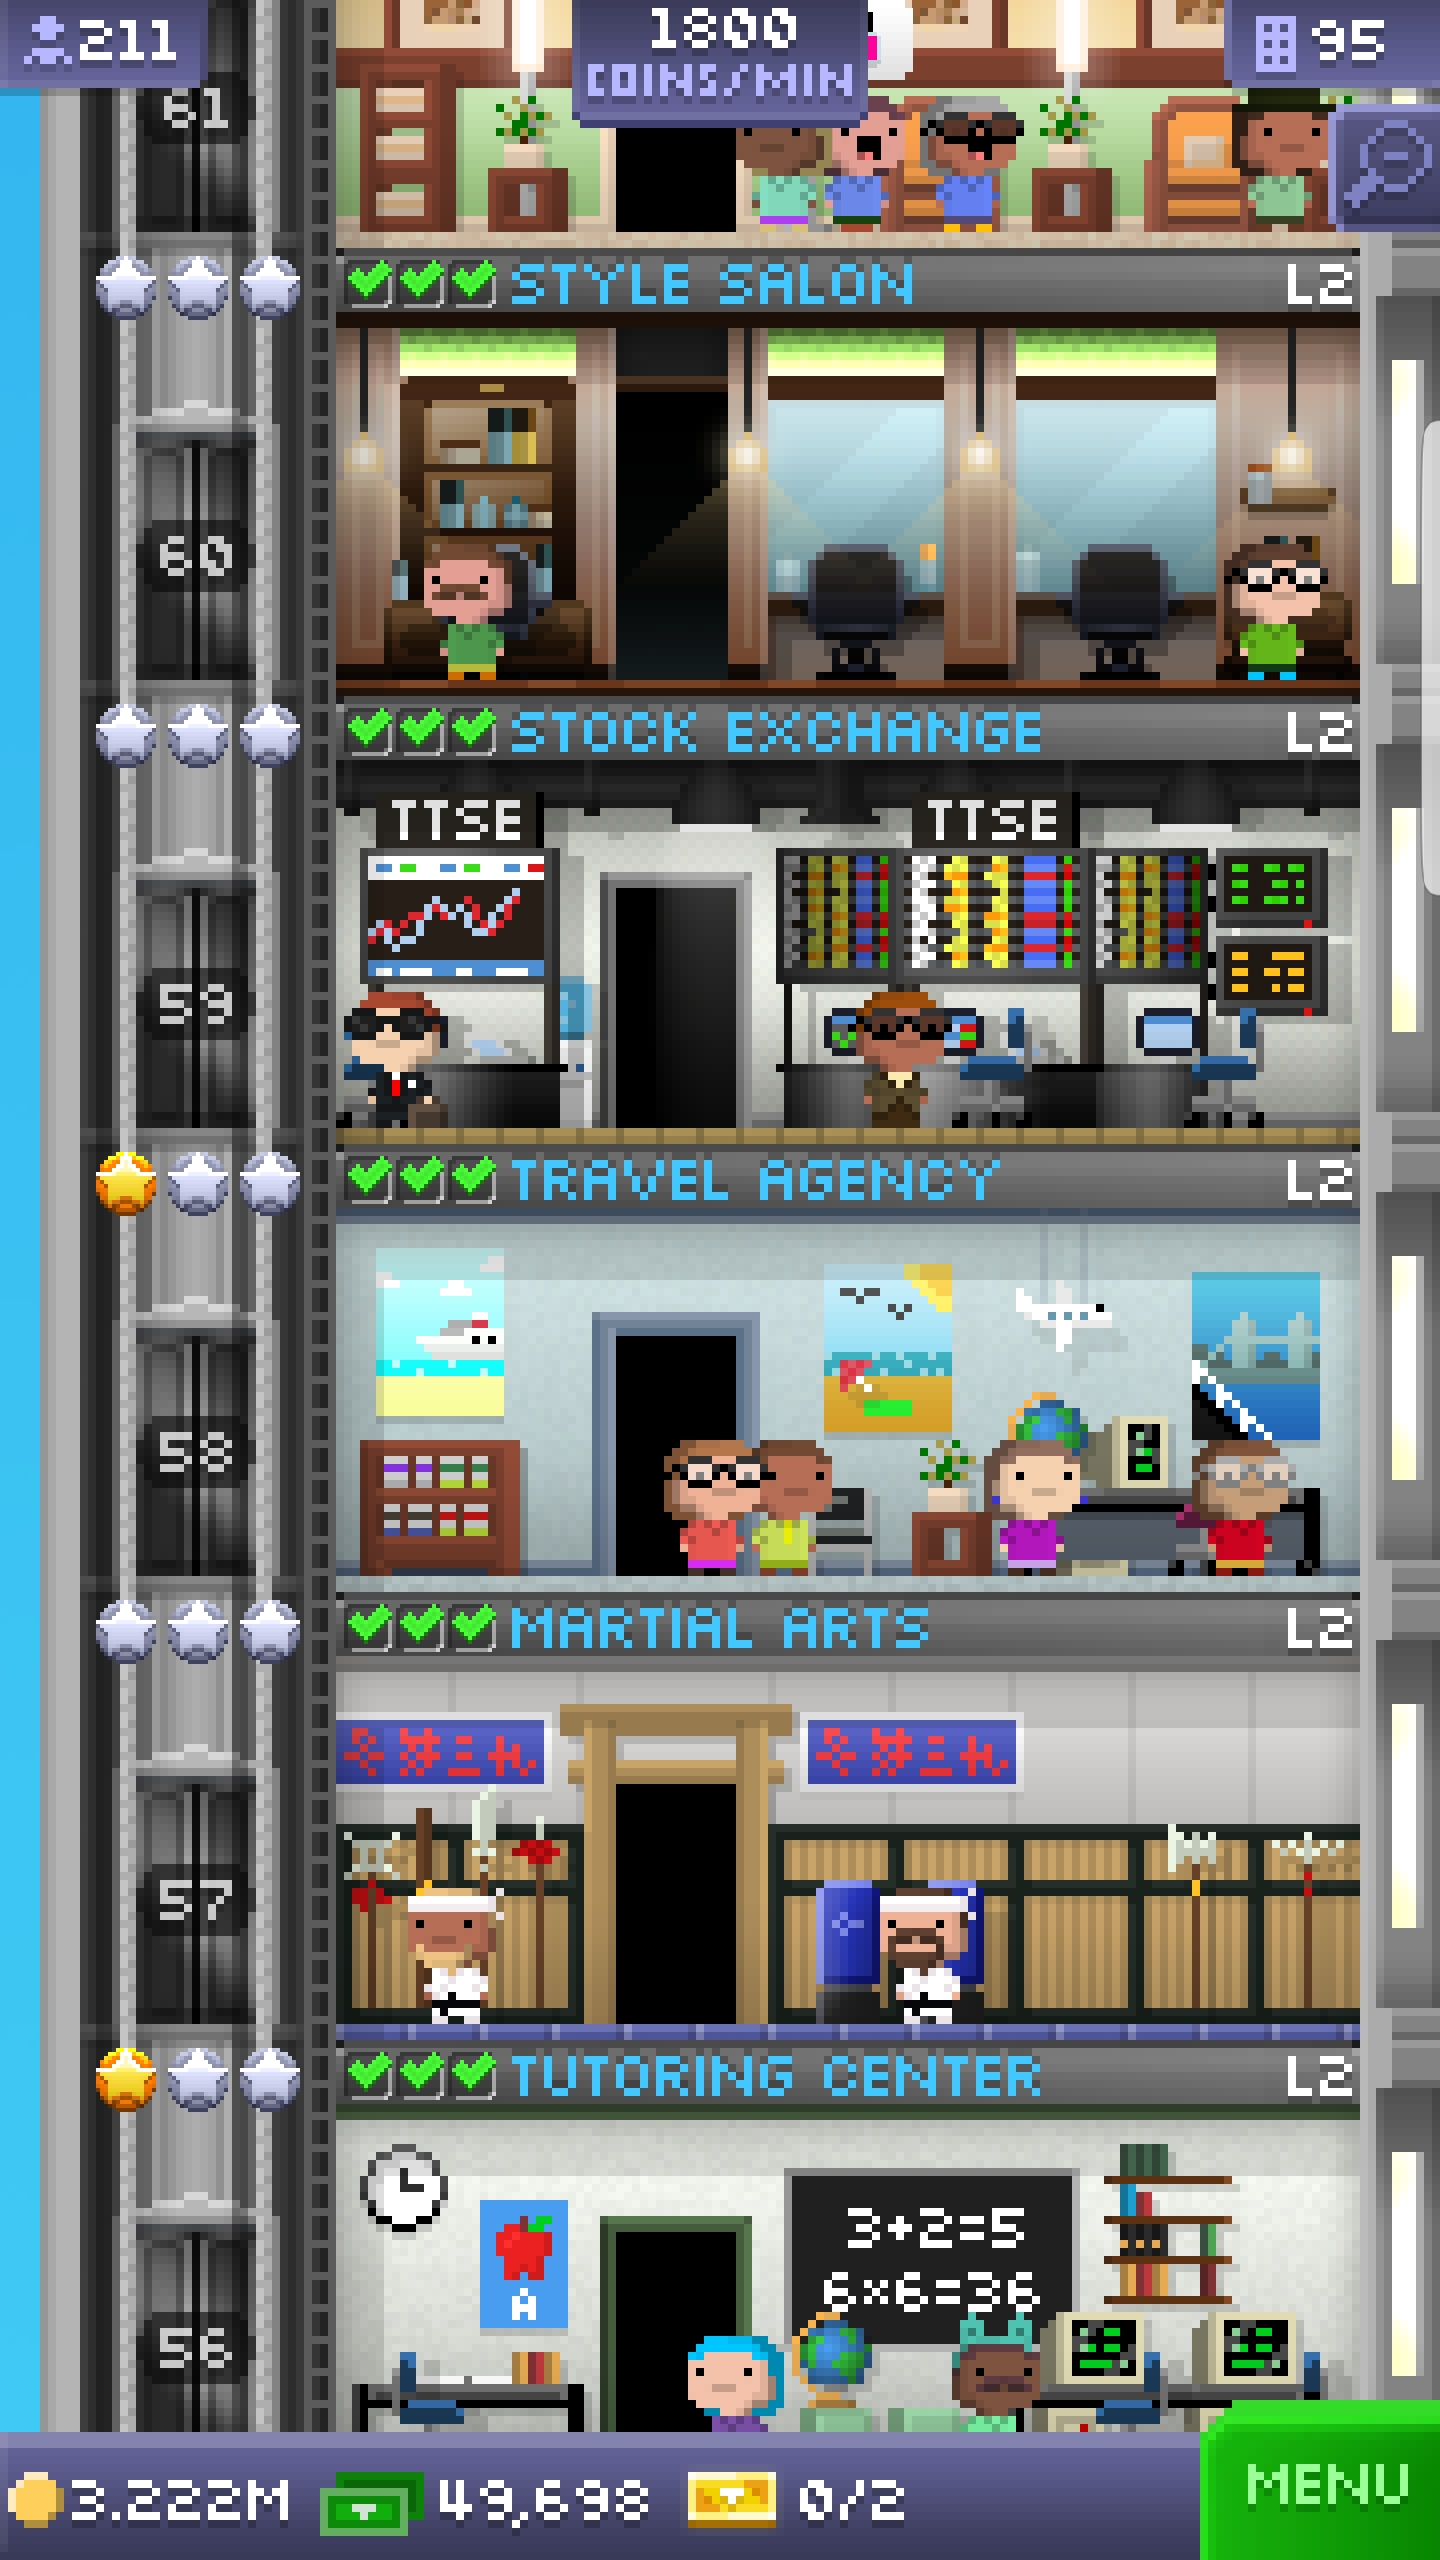 211
1800
COINS/MIN
95
61
STYLE SALON L2
60
STOCK EXCHANGE L2
TTSE TTSE
59
TRAVEL AGENCY L2
58
MARTIAL ARTS L2
57
TUTORING CENTER L2
3+2=5
6×6=36
A
56
3.222M 49,698 0/2
MENU